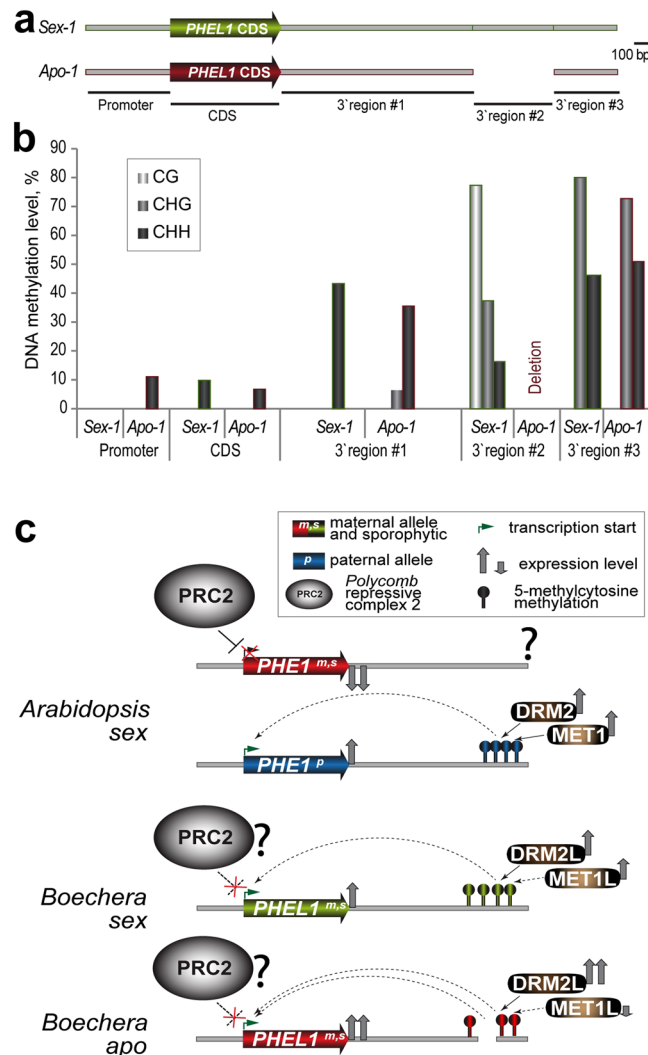 a
Sex-1
PHEL1 CDS
100 bp
Apo-1
PHEL1 CDS
Promoter
CDS
3`region #1
3`region #2
3`region #3
b
DNA methylation level, %
90
80
70
60
50
40
30
20
10
0
CG
CHG
CHH
Deletion
Sex-1 Apo-1 Sex-1 Apo-1 Sex-1 Apo-1 Sex-1 Apo-1 Sex-1 Apo-1
Promoter CDS 3`region #1 3`region #2 3`region #3
c
m,s maternal allele and sporophytic
transcription start
p paternal allele
expression level
PRC2 Polycomb repressive complex 2
5-methylcytosine methylation
PRC2
PHE1 m,s
?
Arabidopsis
sex
DRM2
MET1
PHE1 p
PRC2 ?
DRM2L
MET1L
Boechera
sex
PHEL1 m,s
PRC2 ?
DRM2L
MET1L
Boechera
apo
PHEL1 m,s